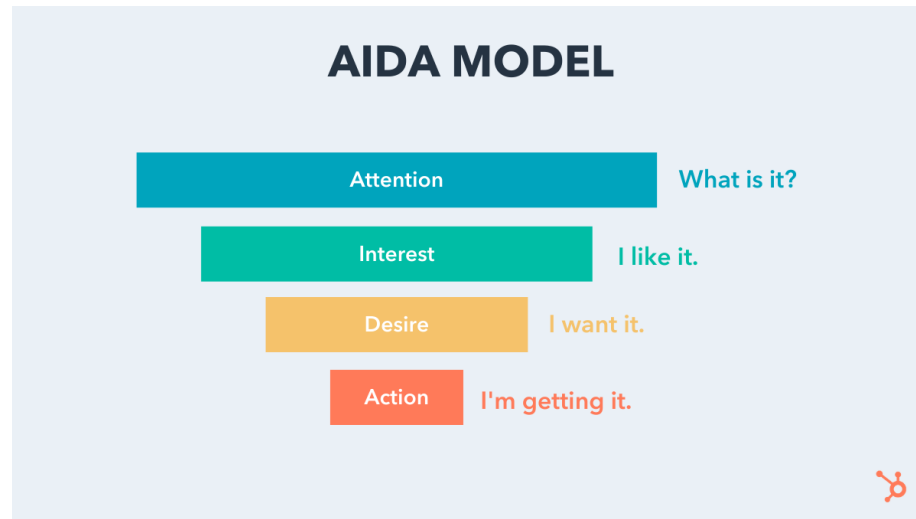 AIDA MODEL
Attention
What is it?
Interest
I like it.
Desire
I want it.
Action
I'm getting it.